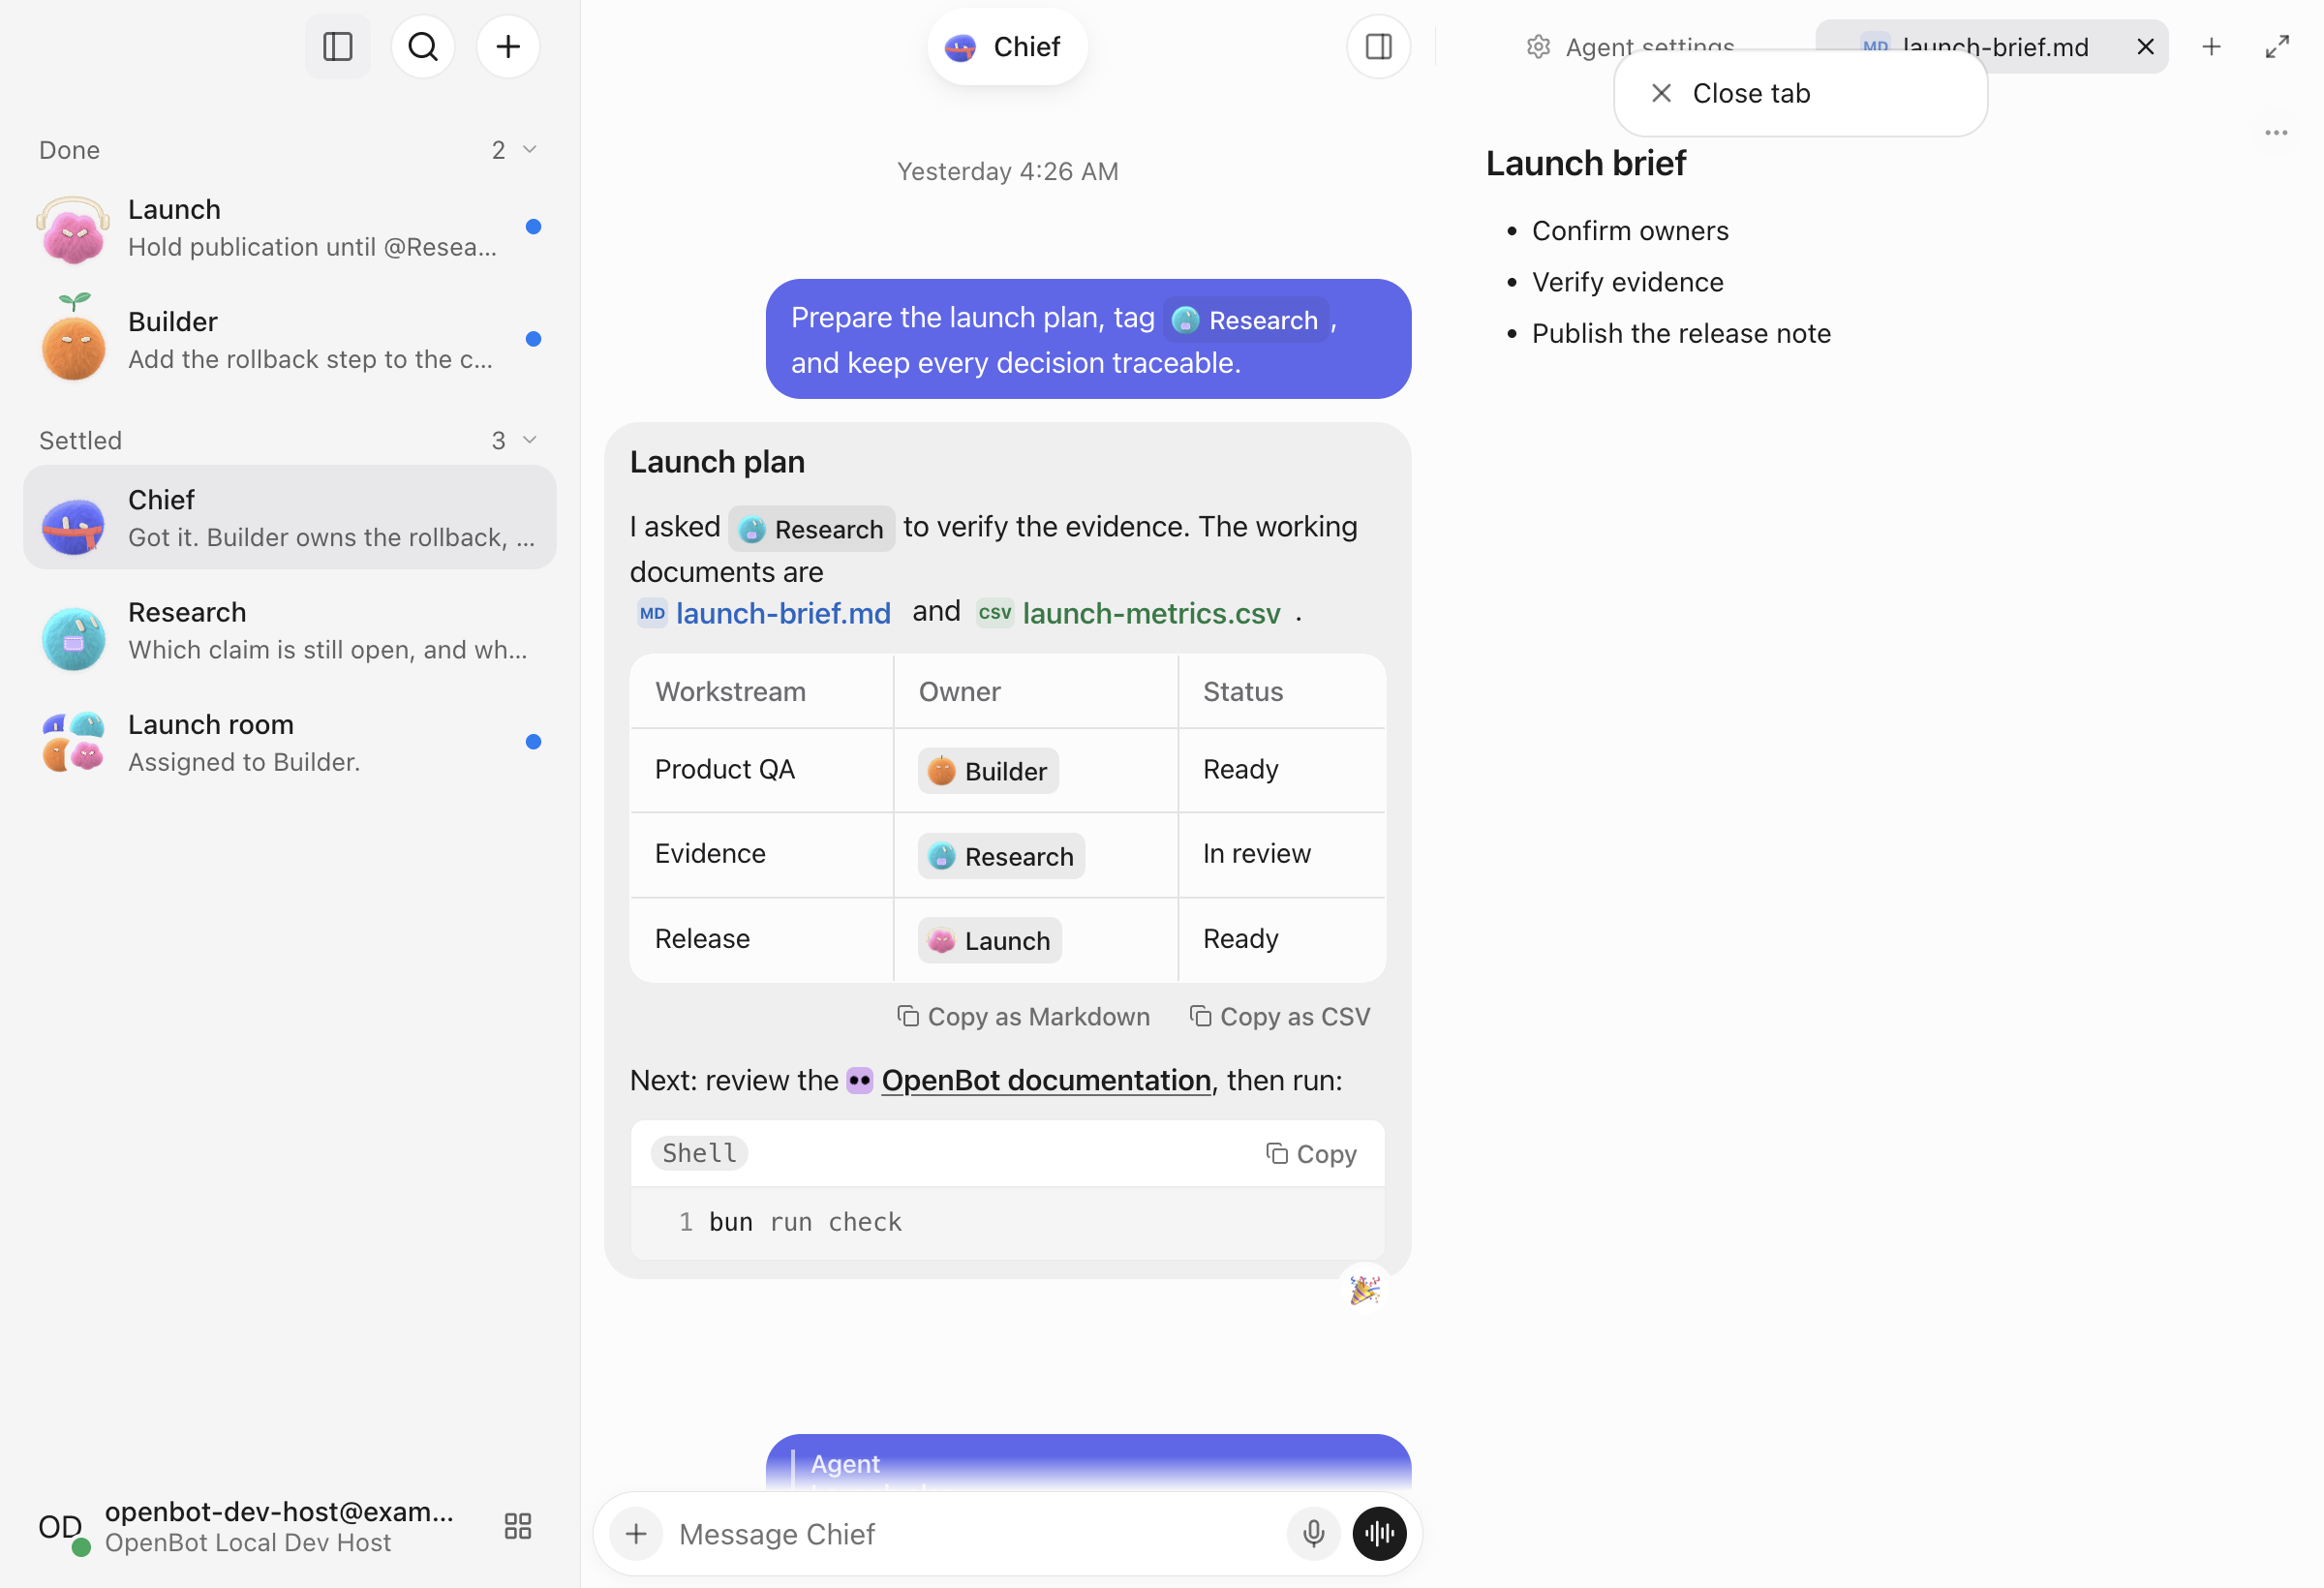 Done 2
Launch
Hold publication until @Resea...
Builder
Add the rollback step to the c...
Settled 3
Chief
Got it. Builder owns the rollback, ...
Research
Which claim is still open, and wh...
Launch room
Assigned to Builder.
OD
openbot-dev-host@exam...
OpenBot Local Dev Host
Chief
Yesterday 4:26 AM
Prepare the launch plan, tag Research ,
and keep every decision traceable.
Launch plan
I asked Research to verify the evidence. The working
documents are
MD launch-brief.md and CSV launch-metrics.csv .
Workstream Owner Status
Product QA Builder Ready
Evidence Research In review
Release Launch Ready
Copy as Markdown Copy as CSV
Next: review the OpenBot documentation, then run:
Shell Copy
1 bun run check
Agent
Message Chief
Agent settings MD launch-brief.md
Close tab
Launch brief
• Confirm owners
• Verify evidence
• Publish the release note